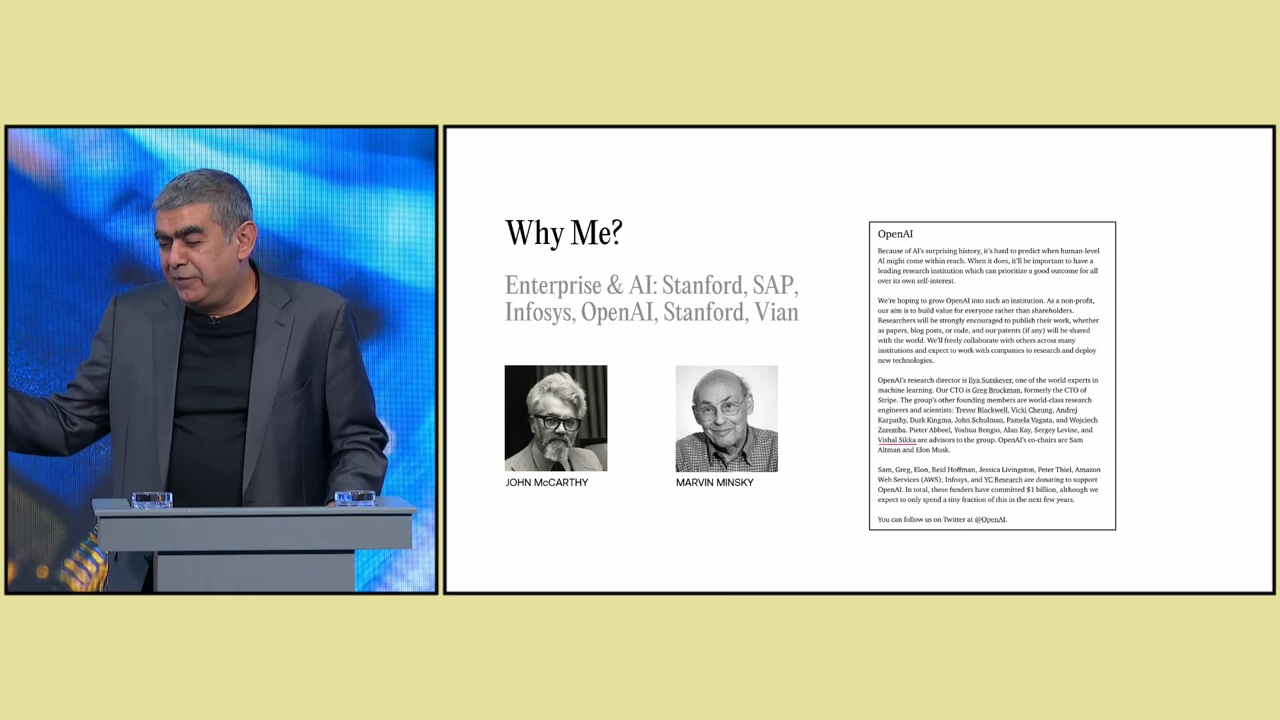 Why Me?
Enterprise & AI: Stanford, SAP,
Infosys, OpenAI, Stanford, Vian
JOHN McCARTHY
MARVIN MINSKY
OpenAI
Because of AI's surprising history, it's hard to predict when human-level
AI might come within reach. When it does, it'll be important to have a
leading research institution which can prioritize a good outcome for all
over its own self-interest.
We're hoping to grow OpenAI into such an institution. As a non-profit,
our aim is to build value for everyone rather than shareholders.
Researchers will be strongly encouraged to publish their work, whether
as papers, blog posts, or code, and our patents (if any) will be shared
with the world. We'll freely collaborate with others across many
institutions and expect to work with companies to research and deploy
new technologies.
OpenAI's research director is Ilya Sutskever, one of the world experts in
machine learning. Our CTO is Greg Brockman, formerly the CTO of
Stripe. The group's other founding members are world-class research
engineers and scientists: Trevor Blackwell, Vicki Cheung, Andrej
Karpathy, Durk Kingma, John Schulman, Pamela Vagata, and Wojciech
Zaremba. Pieter Abbeel, Yoshua Bengio, Alan Kay, Sergey Levine, and
Vishal Sikka are advisors to the group. OpenAI's co-chairs are Sam
Altman and Elon Musk.
Sam, Greg, Elon, Reid Hoffman, Jessica Livingston, Peter Thiel, Amazon
Web Services (AWS), Infosys, and YC Research are donating to support
OpenAI. In total, these funders have committed $1 billion, although we
expect to only spend a tiny fraction of this in the next few years.
You can follow us on Twitter at @OpenAI.